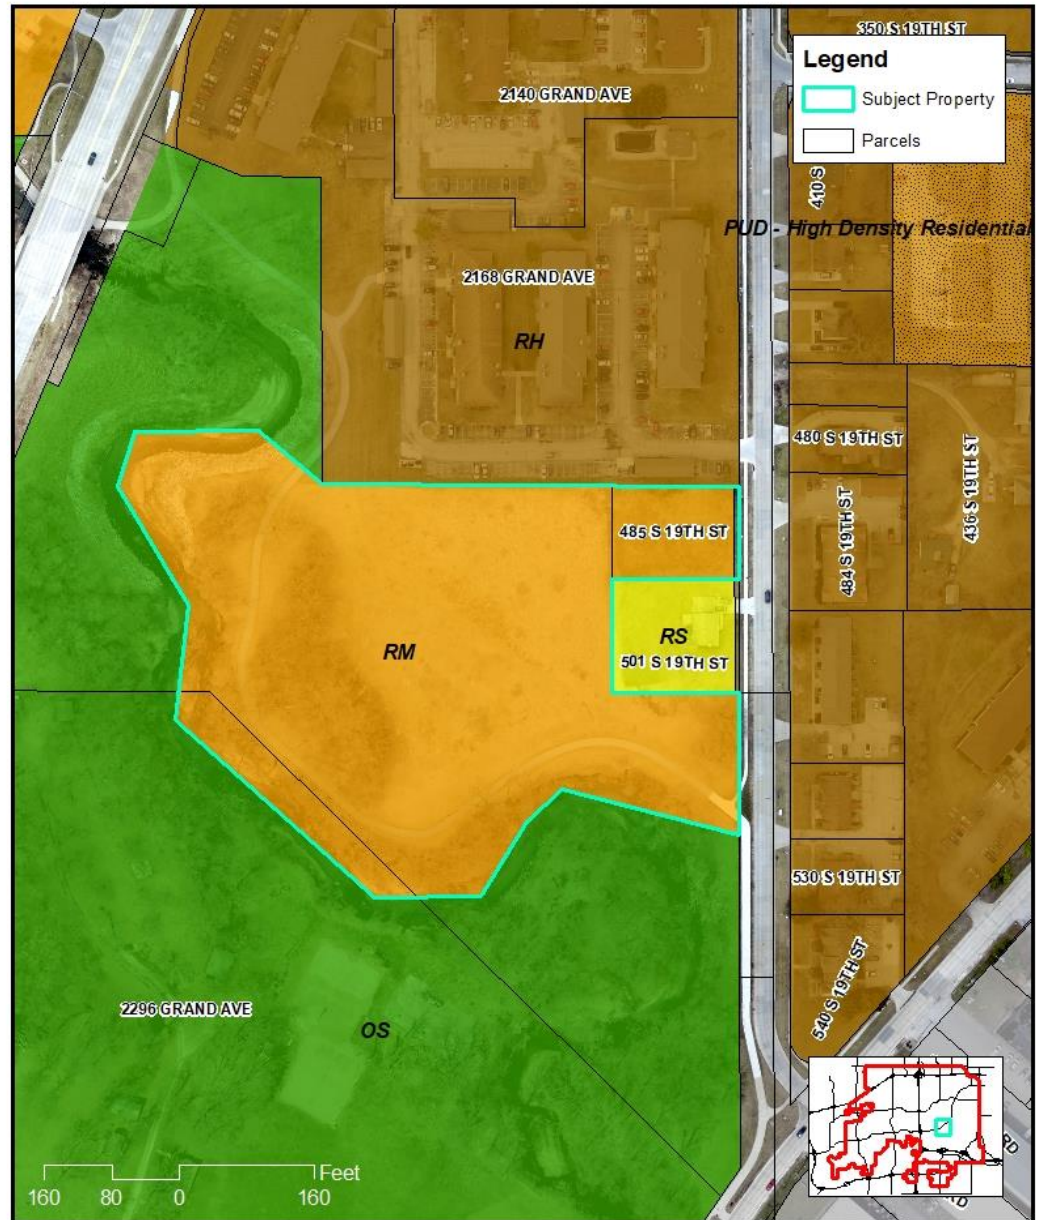 350 S 19TH ST
Legend
Subject Property
Parcels
2140 GRAND AVE
410 S
PUD - High Density Residential
2168 GRAND AVE
RH
480 S 19TH ST
436 S 19TH ST
484 S 19TH ST
485 S 19TH ST
RS
501 S 19TH ST
RM
530 S 19TH ST
540 S 19TH ST
2296 GRAND AVE
OS
RD
RD
Feet
160 80 0 160